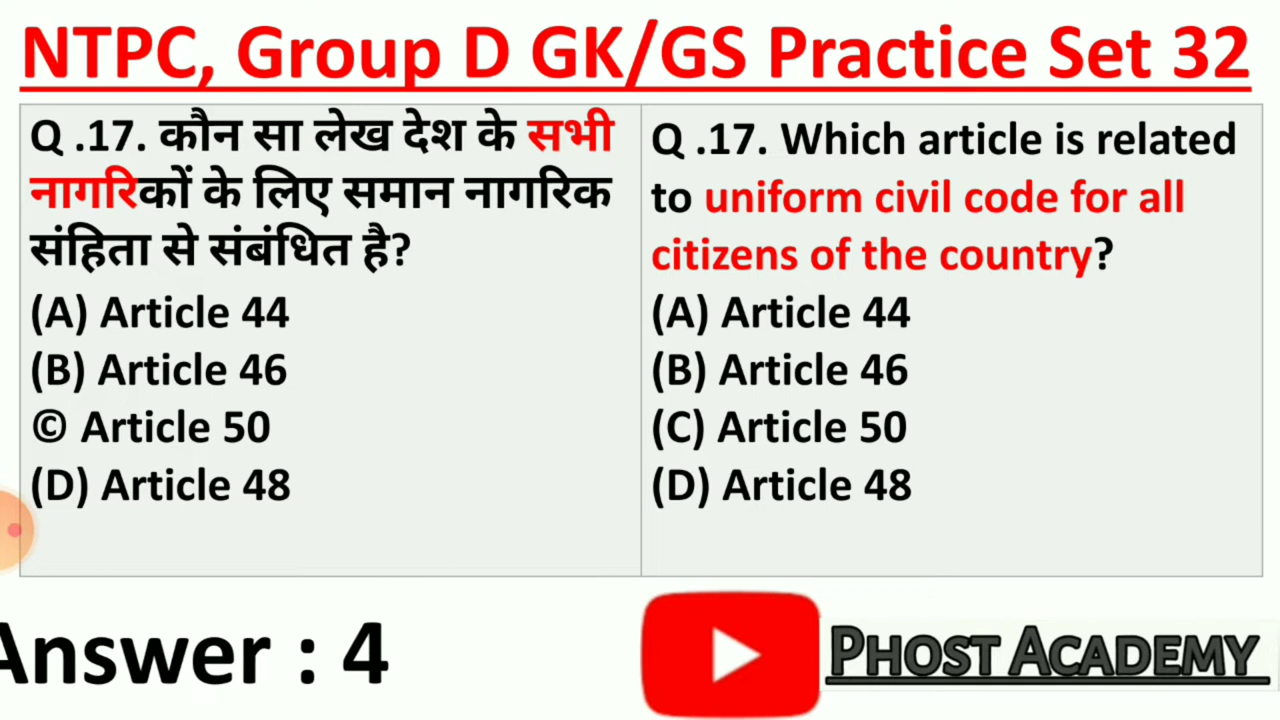 NTPC, Group D GK/GS Practice Set 32
Q .17. कौन सा लेख देश के सभी
नागरिकों के लिए समान नागरिक
संहिता से संबंधित है?
(A) Article 44
(B) Article 46
© Article 50
(D) Article 48
Q .17. Which article is related
to uniform civil code for all
citizens of the country?
(A) Article 44
(B) Article 46
(C) Article 50
(D) Article 48
Answer : 4
PHOST ACADEMY